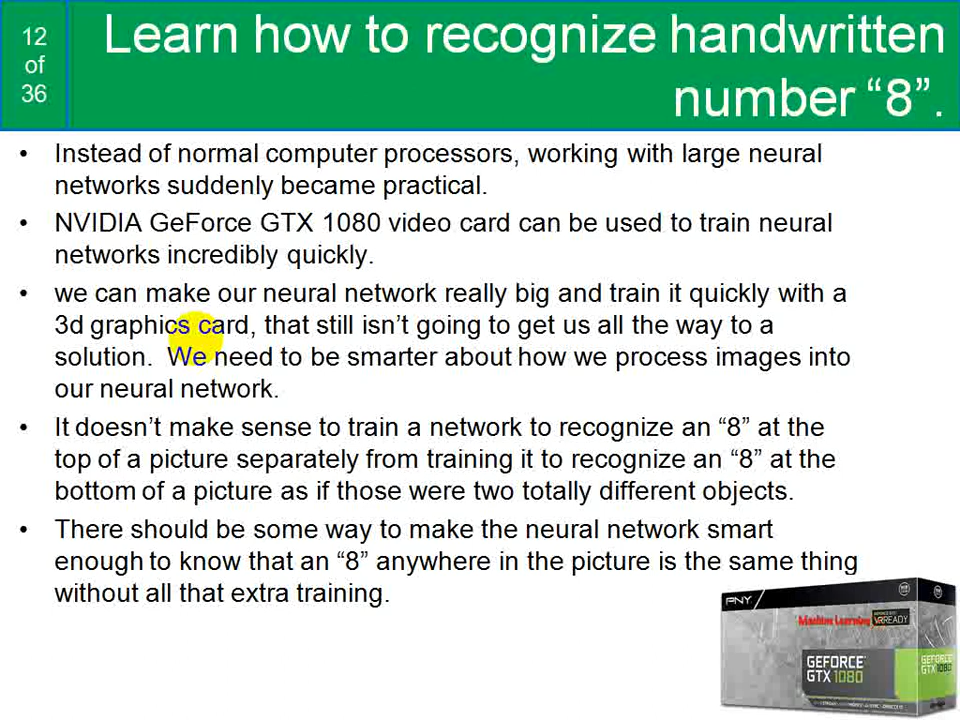 12
of
36
Learn how to recognize handwritten
number “8”.
• Instead of normal computer processors, working with large neural
networks suddenly became practical.
• NVIDIA GeForce GTX 1080 video card can be used to train neural
networks incredibly quickly.
• we can make our neural network really big and train it quickly with a
3d graphics card, that still isn’t going to get us all the way to a
solution.  We need to be smarter about how we process images into
our neural network.
• It doesn’t make sense to train a network to recognize an “8” at the
top of a picture separately from training it to recognize an “8” at the
bottom of a picture as if those were two totally different objects.
• There should be some way to make the neural network smart
enough to know that an “8” anywhere in the picture is the same thing
without all that extra training.
PNY
Machine Learning
VR READY
GEFORCE
GTX 1080
GEFORCE
GTX 1080